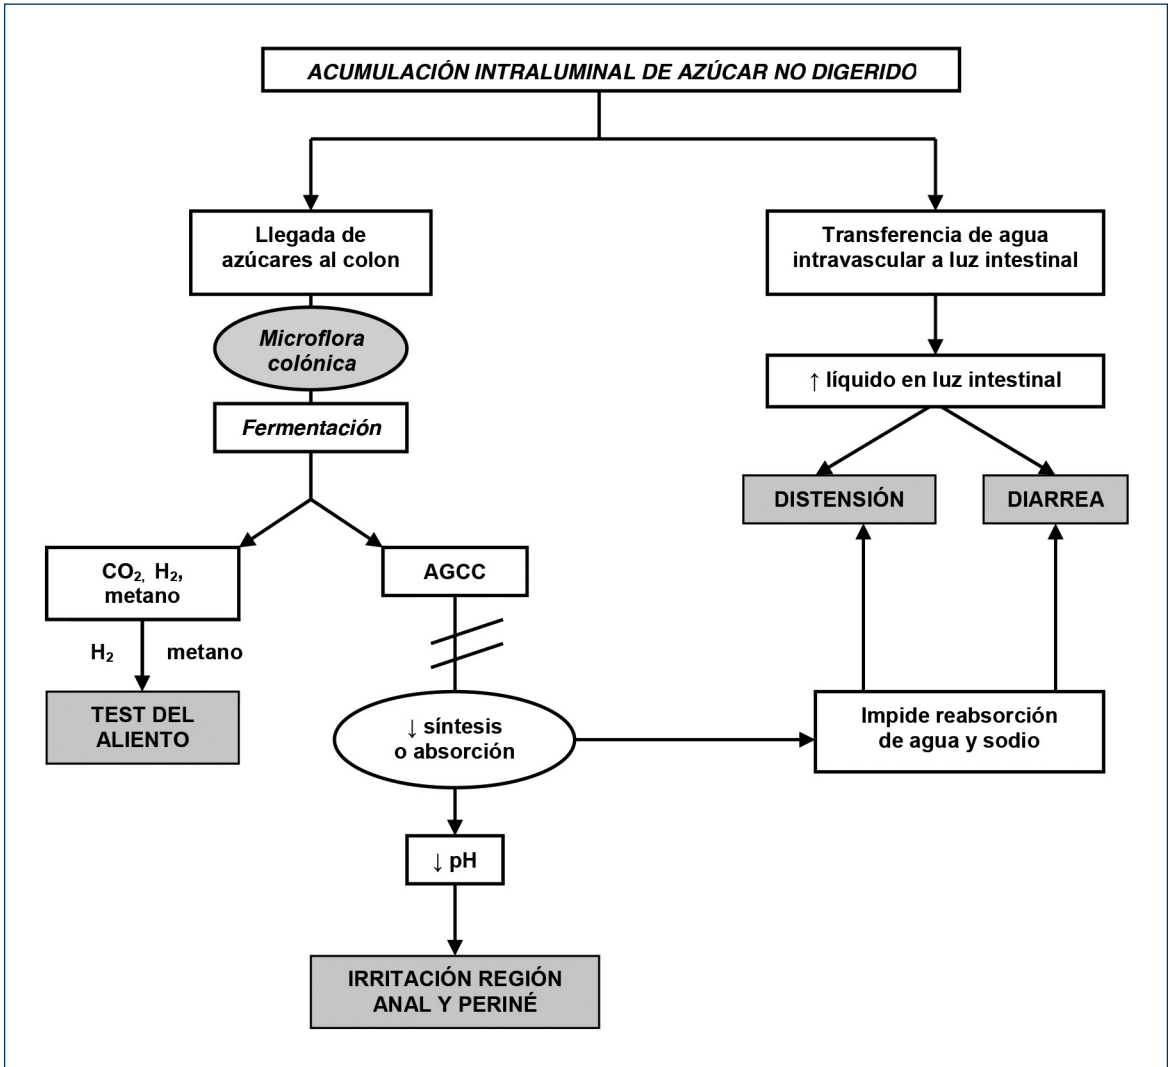 ACUMULACIÓN INTRALUMINAL DE AZÚCAR NO DIGERIDO
Llegada de
azúcares al colon
Transferencia de agua
intravascular a luz intestinal
Microflora
colónica
↑ líquido en luz intestinal
Fermentación
DISTENSIÓN
DIARREA
CO₂, H₂,
metano
AGCC
H₂ metano
TEST DEL
ALIENTO
↓ síntesis
o absorción
Impide reabsorción
de agua y sodio
↓ pH
IRRITACIÓN REGIÓN
ANAL Y PERINÉ